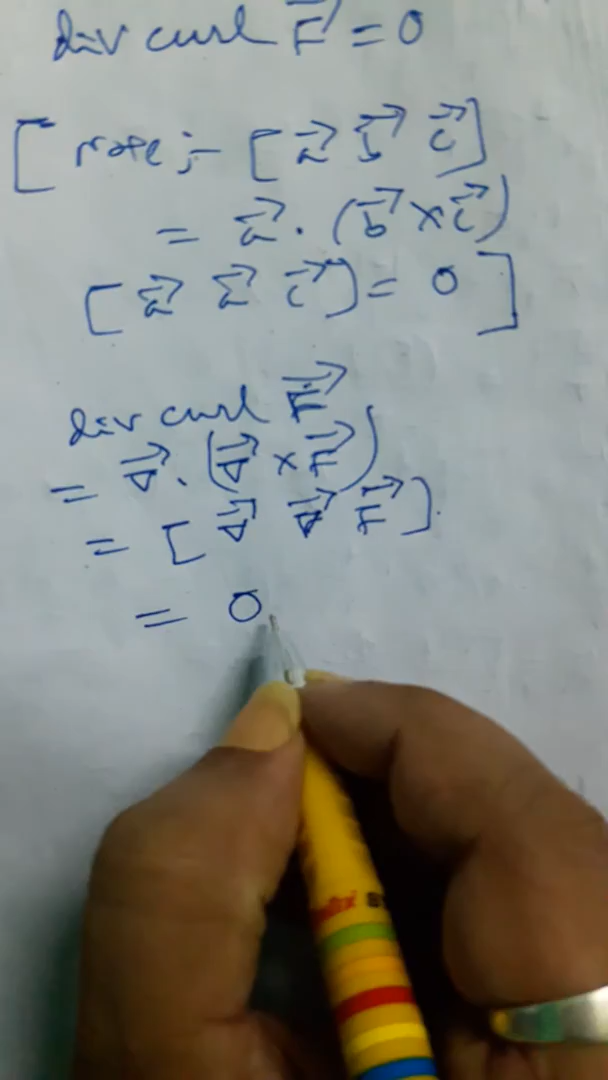 div curl F⃗ = 0
[ Note:- [ a⃗ b⃗ c⃗ ]
= a⃗ . (b⃗ × c⃗)
[ a⃗ a⃗ c⃗ ] = 0 ]
div curl F⃗
= ∇⃗ . (∇⃗ × F⃗)
= [ ∇⃗ ∇⃗ F⃗ ]
= 0